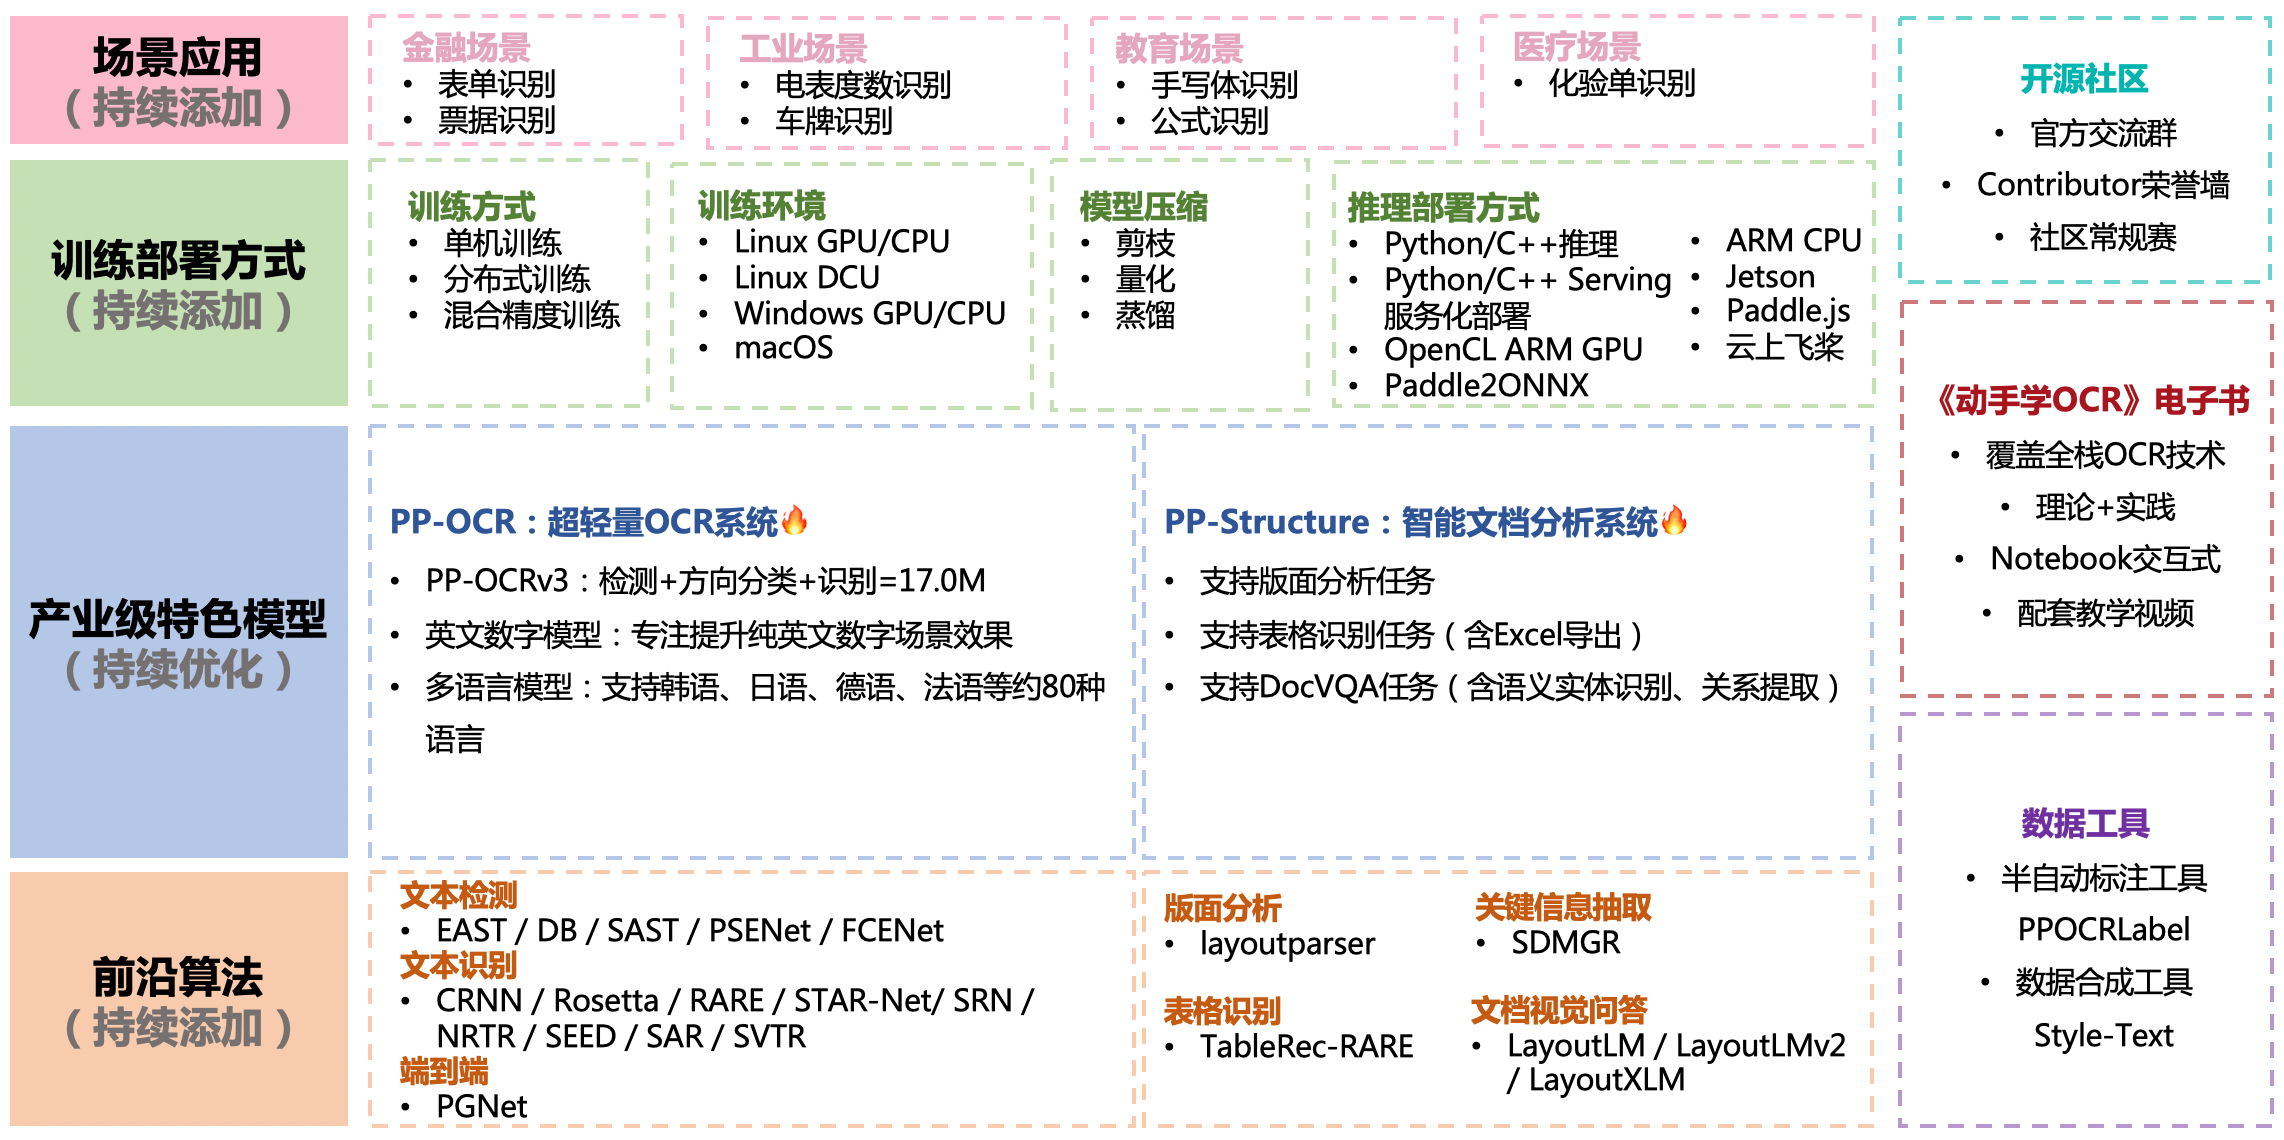 场景应用
（持续添加）
金融场景
• 表单识别
• 票据识别
工业场景
• 电表度数识别
• 车牌识别
教育场景
• 手写体识别
• 公式识别
医疗场景
• 化验单识别
训练部署方式
（持续添加）
训练方式
• 单机训练
• 分布式训练
• 混合精度训练
训练环境
• Linux GPU/CPU
• Linux DCU
• Windows GPU/CPU
• macOS
模型压缩
• 剪枝
• 量化
• 蒸馏
推理部署方式
• Python/C++推理
• Python/C++ Serving
服务化部署
• OpenCL ARM GPU
• Paddle2ONNX
• ARM CPU
• Jetson
• Paddle.js
• 云上飞桨
产业级特色模型
（持续优化）
PP-OCR：超轻量OCR系统🔥
• PP-OCRv3：检测+方向分类+识别=17.0M
• 英文数字模型：专注提升纯英文数字场景效果
• 多语言模型：支持韩语、日语、德语、法语等约80种
语言
PP-Structure：智能文档分析系统🔥
• 支持版面分析任务
• 支持表格识别任务（含Excel导出）
• 支持DocVQA任务（含语义实体识别、关系提取）
前沿算法
（持续添加）
文本检测
• EAST / DB / SAST / PSENet / FCENet
文本识别
• CRNN / Rosetta / RARE / STAR-Net/ SRN /
NRTR / SEED / SAR / SVTR
端到端
• PGNet
版面分析
• layoutparser
关键信息抽取
• SDMGR
表格识别
• TableRec-RARE
文档视觉问答
• LayoutLM / LayoutLMv2
/ LayoutXLM
开源社区
• 官方交流群
• Contributor荣誉墙
• 社区常规赛
《动手学OCR》电子书
• 覆盖全栈OCR技术
• 理论+实践
• Notebook交互式
• 配套教学视频
数据工具
• 半自动标注工具
PPOCRLabel
• 数据合成工具
Style-Text